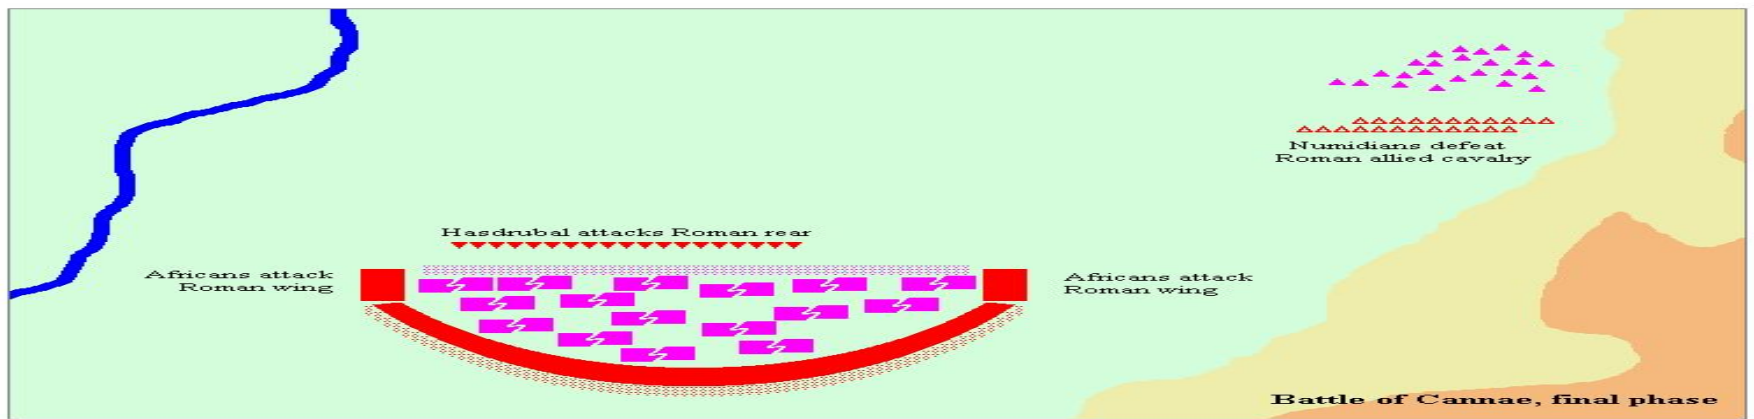 Numidians defeat
Roman allied cavalry
Hasdrubal attacks Roman rear
Africans attack
Roman wing
Africans attack
Roman wing
Battle of Cannae, final phase